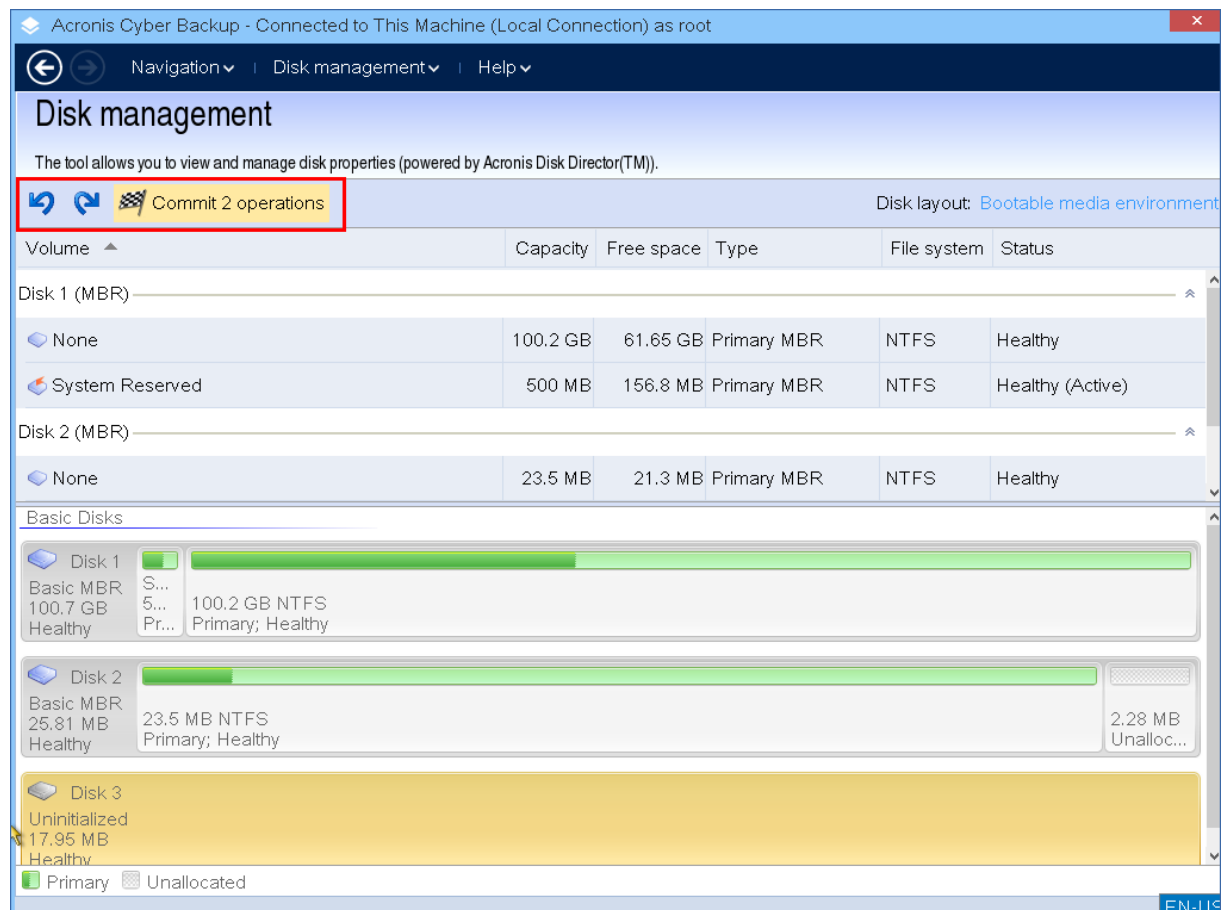 Acronis Cyber Backup - Connected to This Machine (Local Connection) as root
Navigation Disk management Help
Disk management
The tool allows you to view and manage disk properties (powered by Acronis Disk Director(TM)).
Commit 2 operations Disk layout: Bootable media environment
Volume Capacity Free space Type File system Status
Disk 1 (MBR)
None 100.2 GB 61.65 GB Primary MBR NTFS Healthy
System Reserved 500 MB 156.8 MB Primary MBR NTFS Healthy (Active)
Disk 2 (MBR)
None 23.5 MB 21.3 MB Primary MBR NTFS Healthy
Basic Disks
Disk 1
Basic MBR
100.7 GB
Healthy
S...
5...
Pr...
100.2 GB NTFS
Primary; Healthy
Disk 2
Basic MBR
25.81 MB
Healthy
23.5 MB NTFS
Primary; Healthy
2.28 MB
Unalloc...
Disk 3
Uninitialized
17.95 MB
Healthy
Primary Unallocated
EN-US